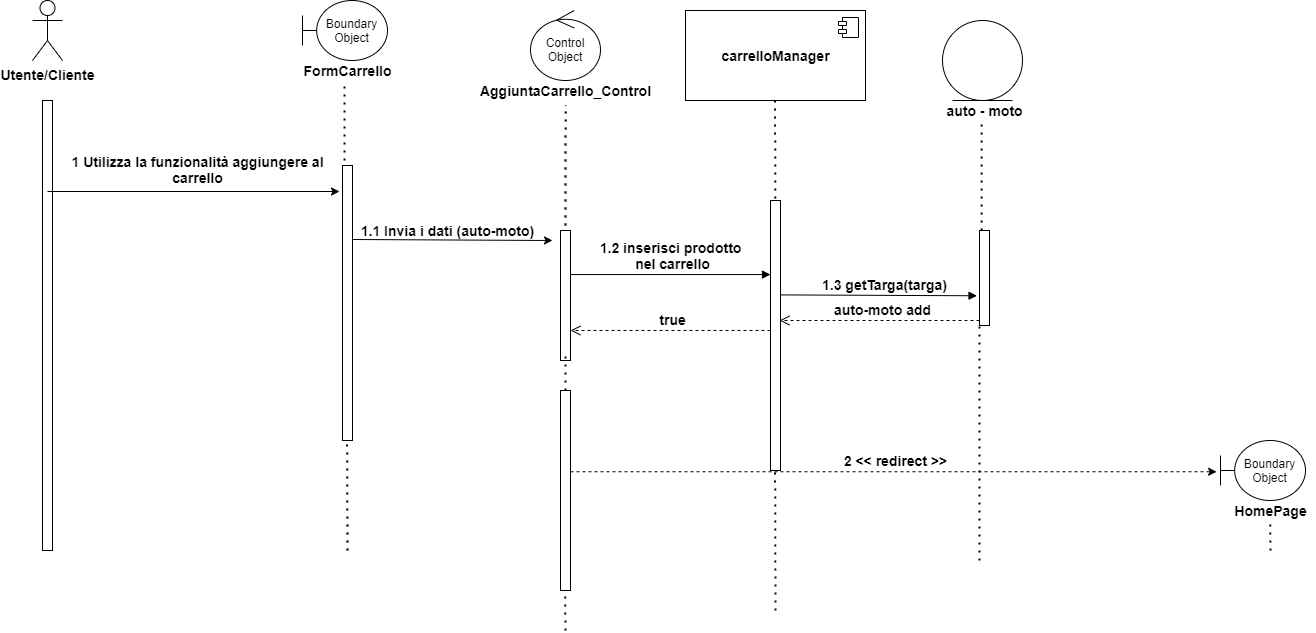 Utente/Cliente
Boundary
Object
FormCarrello
Control
Object
AggiuntaCarrello_Control
carrelloManager
auto - moto
1 Utilizza la funzionalità aggiungere al
carrello
1.1 Invia i dati (auto-moto)
1.2 inserisci prodotto
nel carrello
1.3 getTarga(targa)
auto-moto add
true
2 << redirect >>
Boundary
Object
HomePage